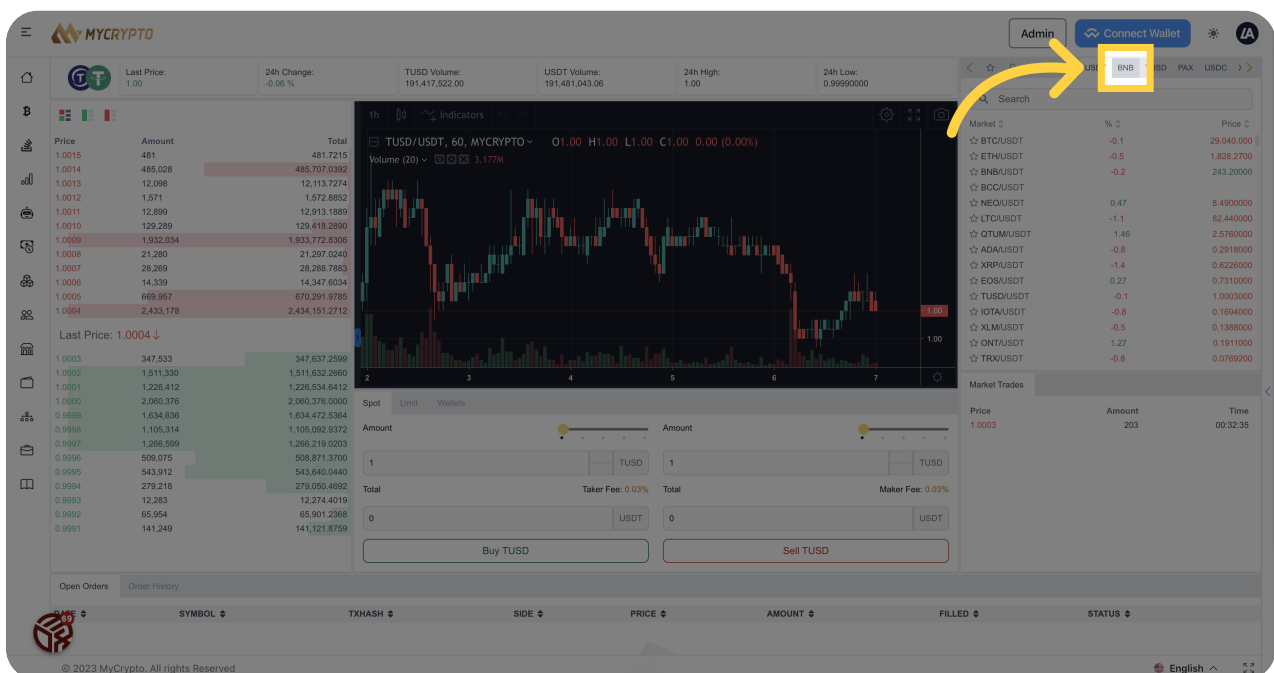 MYCRYPTO
Admin
Connect Wallet
Last Price:
1.00
24h Change:
-0.06 %
TUSD Volume:
191,417,522.00
USDT Volume:
191,481,043.06
24h High:
1.00
24h Low:
0.99990000
BNB
PAX
USDC
Price Amount Total
1.0015 481 481.7215
1.0014 485,028 485,707.0392
1.0013 12,098 12,113.7274
1.0012 1,571 1,572.8852
1.0011 12,899 12,913.1889
1.0010 129,289 129,418.2890
1.0009 1,932,034 1,933,772.8306
1.0008 21,280 21,297.0240
1.0007 28,269 28,288.7883
1.0006 14,339 14,347.6034
1.0005 669,957 670,291.9785
1.0004 2,433,178 2,434,151.2712
Last Price: 1.0004↓
1.0003 347,533 347,637.2599
1.0002 1,511,330 1,511,632.2660
1.0001 1,226,412 1,226,534.6412
1.0000 2,060,376 2,060,376.0000
0.9999 1,634,636 1,634,472.5364
0.9998 1,105,314 1,105,092.9372
0.9997 1,266,599 1,266,219.0203
0.9996 509,075 508,871.3700
0.9995 543,912 543,640.0440
0.9994 279,218 279,050.4692
0.9993 12,283 12,274.4019
0.9992 65,954 65,901.2368
0.9991 141,249 141,121.8759
1h Indicators
TUSD/USDT, 60, MYCRYPTO O1.00 H1.00 L1.00 C1.00 0.00 (0.00%)
Volume (20) 3.177M
1.00
1.00
2 3 4 5 6 7
Spot Limit Wallets
Amount
1 TUSD
Total Taker Fee: 0.03%
0 USDT
Buy TUSD
Amount
1 TUSD
Total Maker Fee: 0.03%
0 USDT
Sell TUSD
Search
Market % Price
BTC/USDT -0.1 29,040.000
ETH/USDT -0.5 1,828.2700
BNB/USDT -0.2 243.20000
BCC/USDT
NEO/USDT 0.47 8.4900000
LTC/USDT -1.1 82.440000
QTUM/USDT 1.46 2.5760000
ADA/USDT -0.8 0.2918000
XRP/USDT -1.4 0.6226000
EOS/USDT 0.27 0.7310000
TUSD/USDT -0.1 1.0003000
IOTA/USDT -0.8 0.1694000
XLM/USDT -0.5 0.1388000
ONT/USDT 1.27 0.1911000
TRX/USDT -0.8 0.0769200
Market Trades
Price Amount Time
1.0003 203 00:32:35
Open Orders Order History
DATE SYMBOL TXHASH SIDE PRICE AMOUNT FILLED STATUS
69
© 2023 MyCrypto. All rights Reserved
English